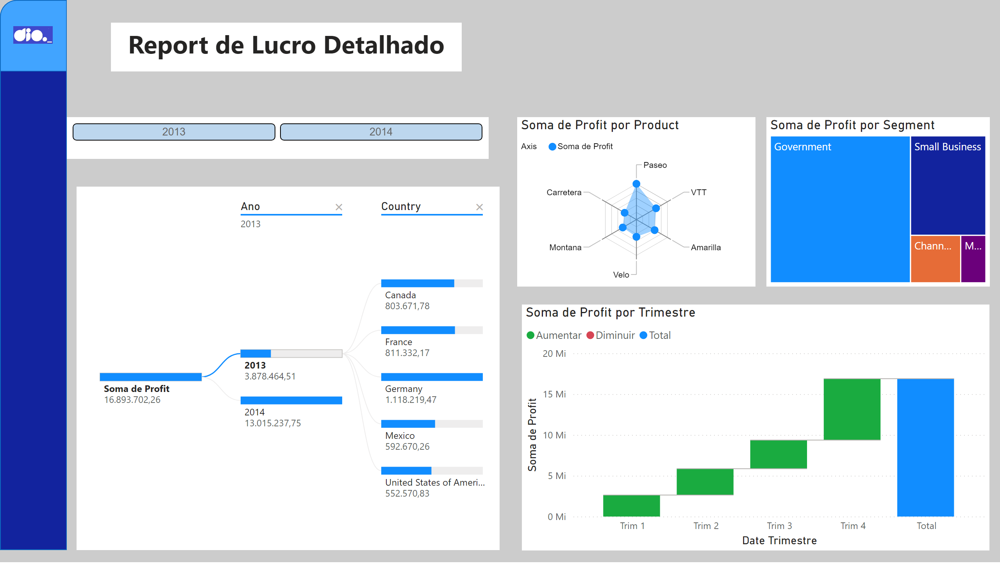 dio._
Report de Lucro Detalhado
2013
2014
Ano
Country
2013
Soma de Profit
16.893.702,26
2013
3.878.464,51
2014
13.015.237,75
Canada
803.671,78
France
811.332,17
Germany
1.118.219,47
Mexico
592.670,26
United States of Ameri...
552.570,83
Soma de Profit por Product
Axis Soma de Profit
Paseo
Carretera
VTT
Montana
Amarilla
Velo
Soma de Profit por Segment
Government
Small Business
Chann...
M...
Soma de Profit por Trimestre
Aumentar Diminuir Total
Soma de Profit
20 Mi
15 Mi
10 Mi
5 Mi
0 Mi
Trim 1
Trim 2
Trim 3
Trim 4
Total
Date Trimestre